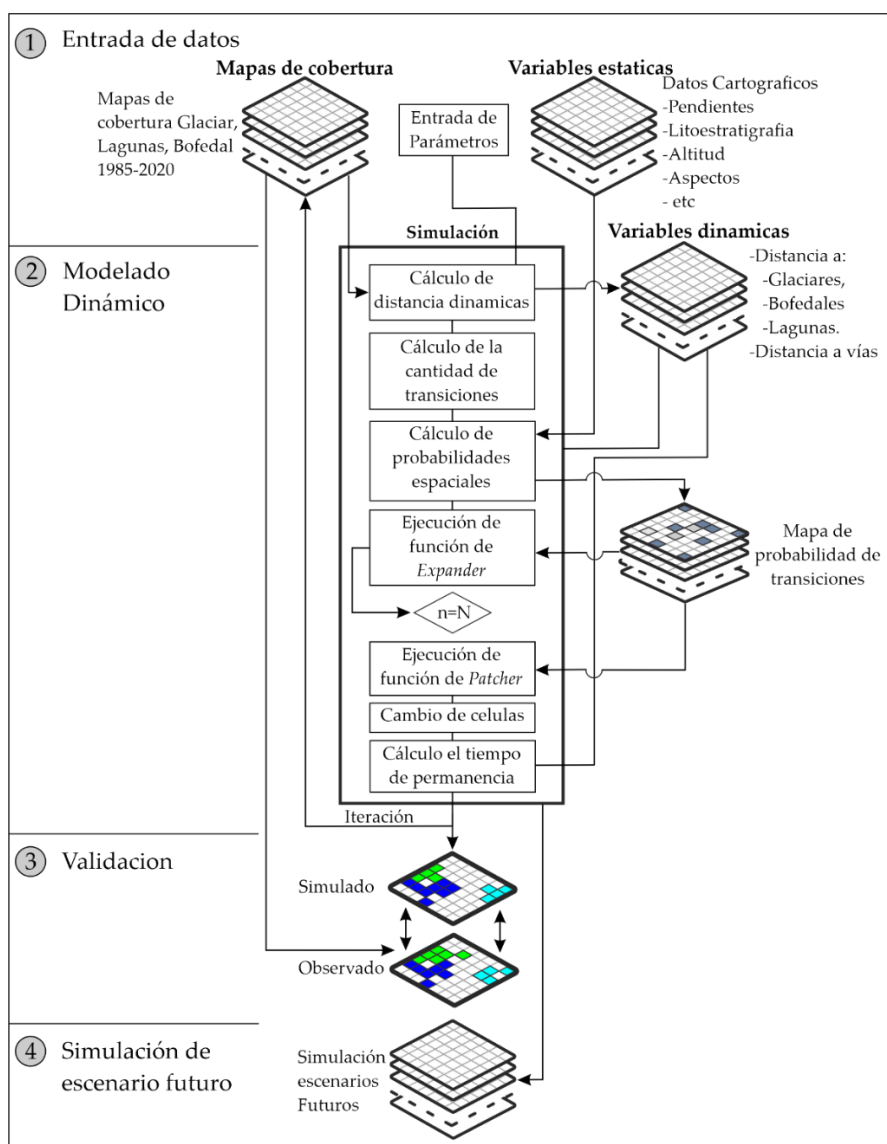 1 Entrada de datos
Mapas de cobertura
Mapas de
cobertura Glaciar,
Lagunas, Bofedal
1985-2020
Entrada de
Parámetros
Variables estaticas
Datos Cartograficos
-Pendientes
-Litoestratigrafia
-Altitud
-Aspectos
- etc
2 Modelado
Dinámico
Simulación
Variables dinamicas
-Distancia a:
-Glaciares,
-Bofedales
-Lagunas.
-Distancia a vías
Cálculo de
distancia dinamicas
Cálculo de la
cantidad de
transiciones
Cálculo de
probabilidades
espaciales
Ejecución de
función de
Expander
n=N
Mapa de
probabilidad de
transiciones
Ejecución de
función de Patcher
Cambio de celulas
Cálculo el tiempo
de permanencia
Iteración
3 Validacion
Simulado
Observado
4 Simulación de
escenario futuro
Simulación
escenarios
Futuros